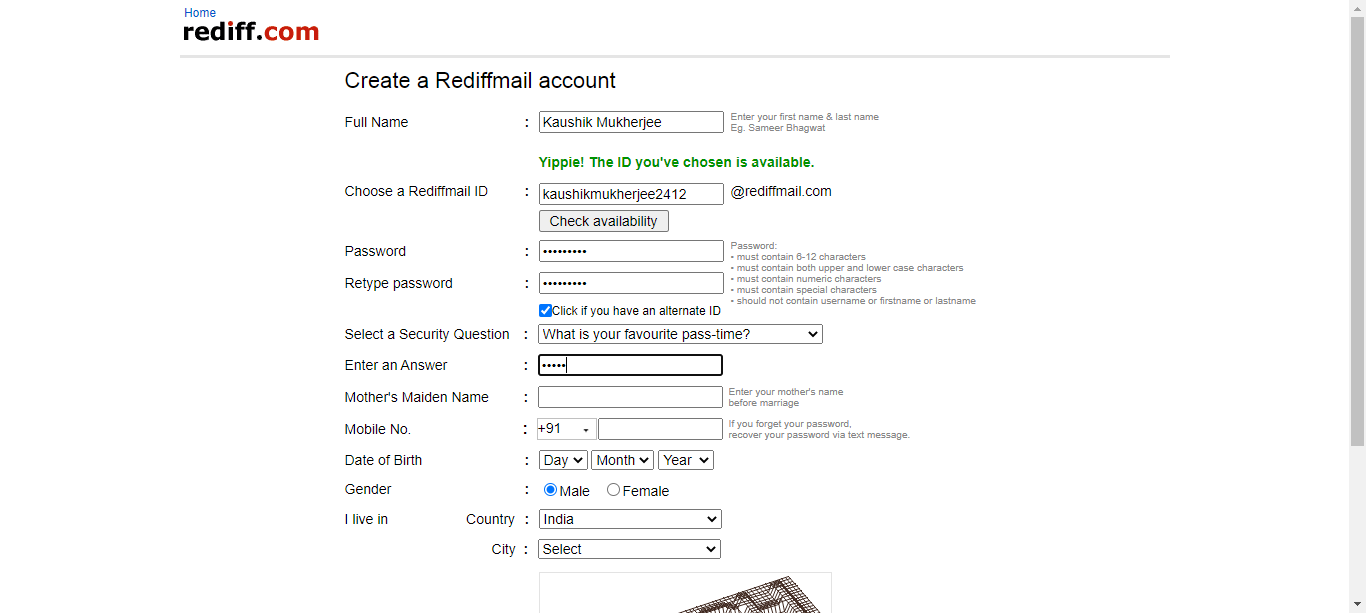 Home
rediff.com
Create a Rediffmail account
Full Name : Kaushik Mukherjee Enter your first name & last name
Eg. Sameer Bhagwat
Yippie! The ID you've chosen is available.
Choose a Rediffmail ID : kaushikmukherjee2412 @rediffmail.com
Check availability
Password : ••••••••• Password:
• must contain 6-12 characters
• must contain both upper and lower case characters
• must contain numeric characters
• must contain special characters
• should not contain username or firstname or lastname
Retype password : •••••••••
Click if you have an alternate ID
Select a Security Question : What is your favourite pass-time?
Enter an Answer : •••••
Mother's Maiden Name : Enter your mother's name
before marriage
Mobile No. : +91 If you forget your password,
recover your password via text message.
Date of Birth : Day Month Year
Gender : Male Female
I live in Country : India
City : Select